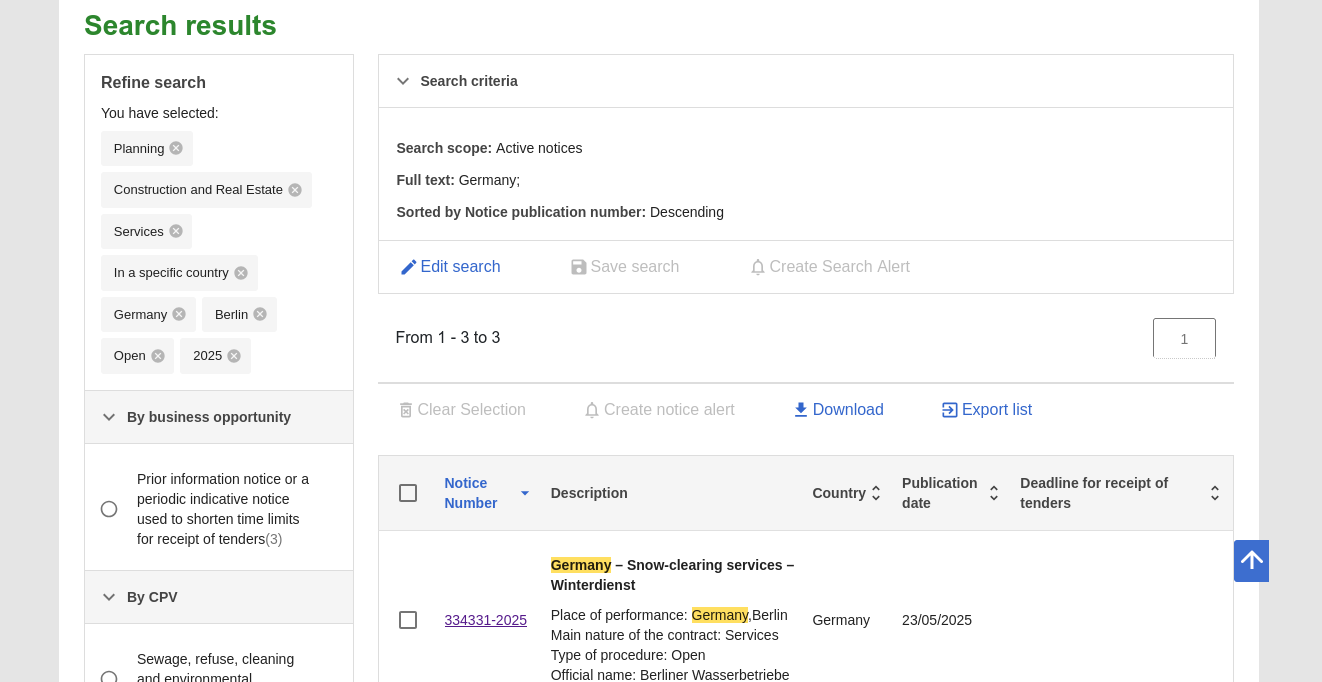 Search results
Refine search
You have selected:
Planning
Construction and Real Estate
Services
In a specific country
Germany
Berlin
Open
2025
By business opportunity
Prior information notice or a
periodic indicative notice
used to shorten time limits
for receipt of tenders(3)
By CPV
Sewage, refuse, cleaning
and environmental
Search criteria
Search scope: Active notices
Full text: Germany;
Sorted by Notice publication number: Descending
Edit search
Save search
Create Search Alert
From 1 - 3 to 3
1
Clear Selection
Create notice alert
Download
Export list
Notice
Number
Description
Country
Publication
date
Deadline for receipt of
tenders
334331-2025
Germany – Snow-clearing services –
Winterdienst
Place of performance: Germany,Berlin
Main nature of the contract: Services
Type of procedure: Open
Official name: Berliner Wasserbetriebe
Germany
23/05/2025